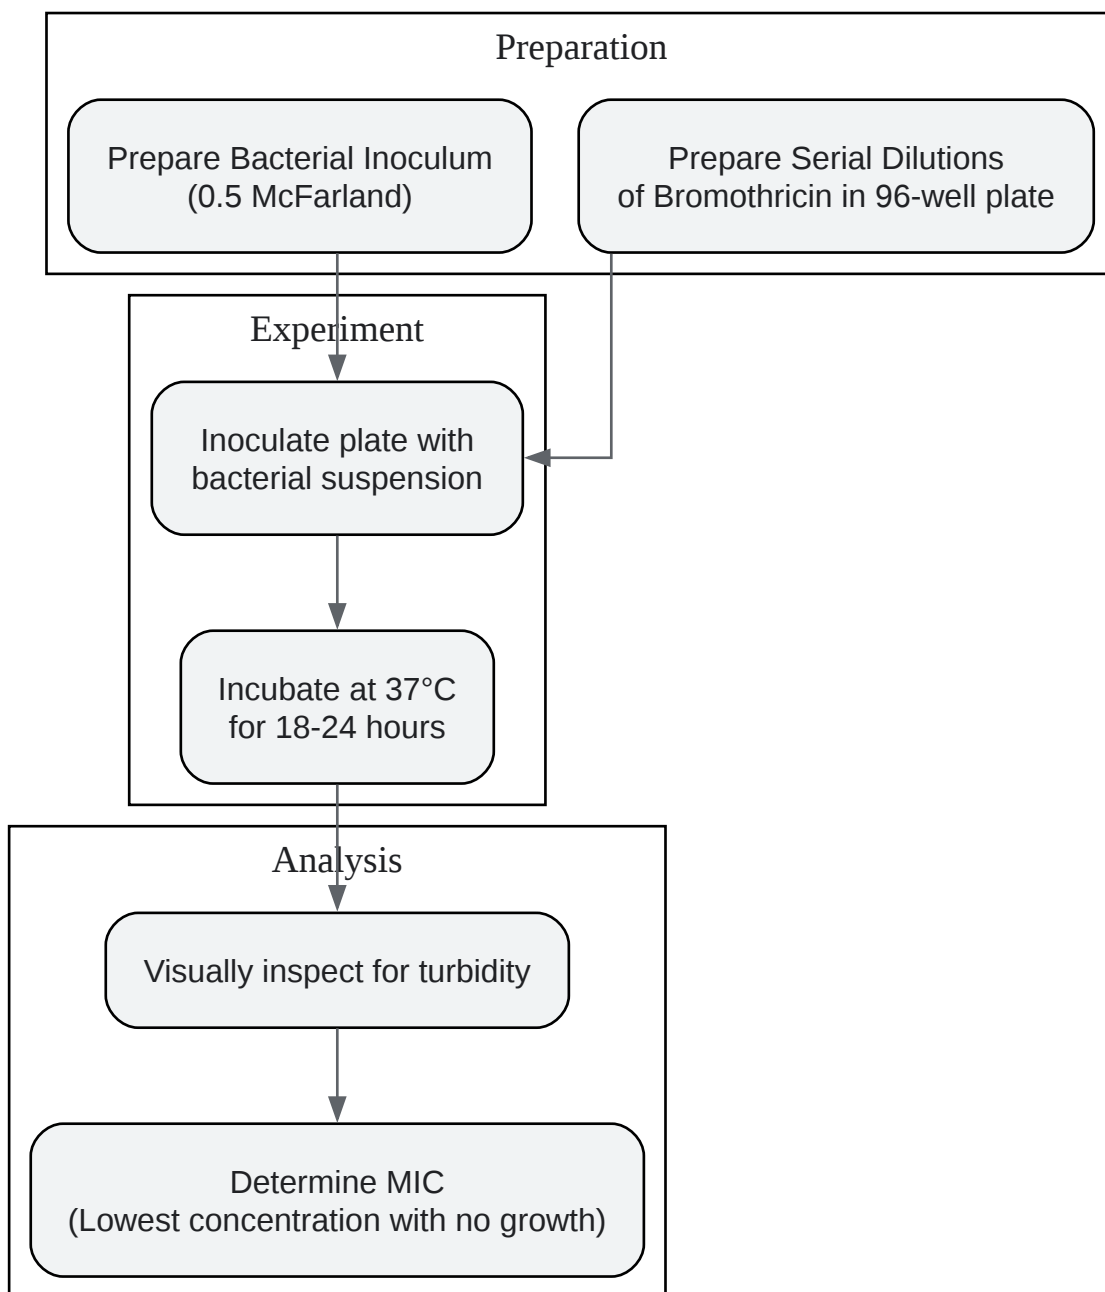 Preparation
Prepare Bacterial Inoculum
(0.5 McFarland)
Prepare Serial Dilutions
of Bromothricin in 96-well plate
Experiment
Inoculate plate with
bacterial suspension
Incubate at 37°C
for 18-24 hours
Analysis
Visually inspect for turbidity
Determine MIC
(Lowest concentration with no growth)